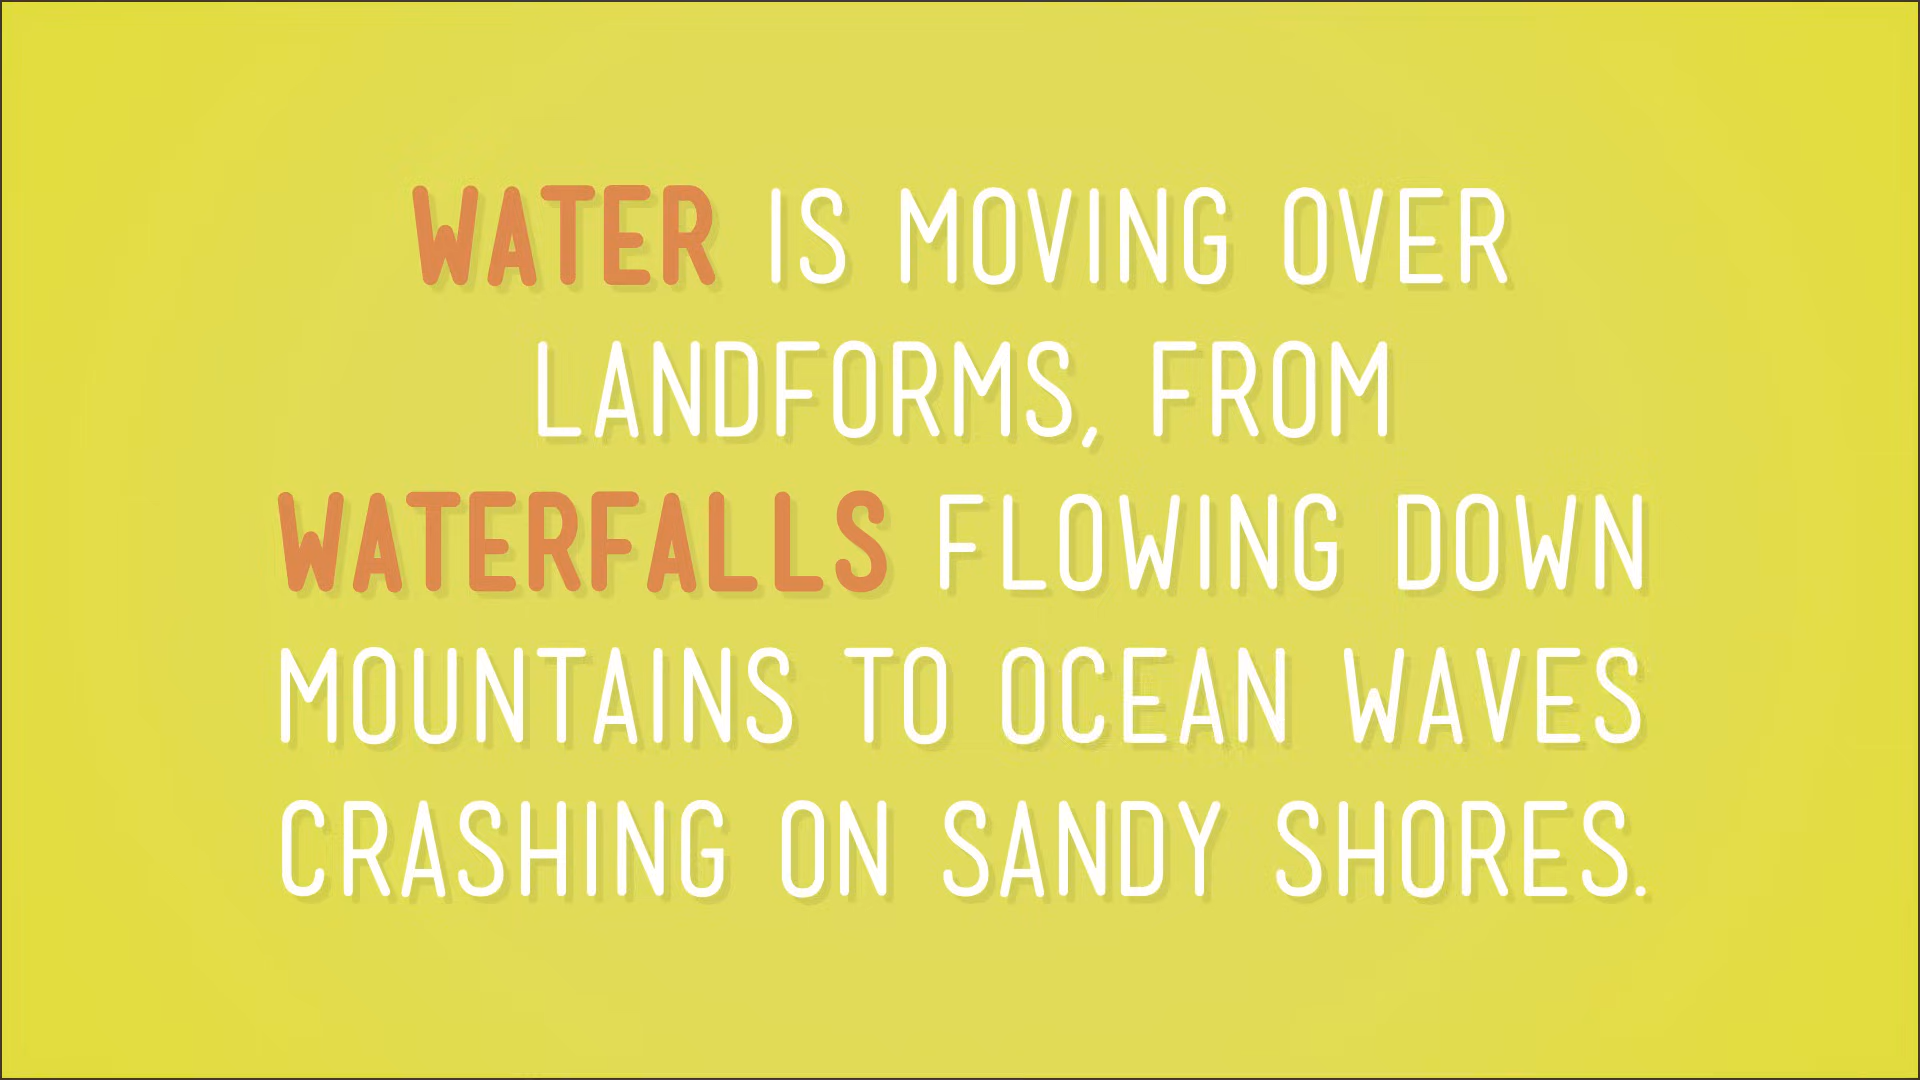 WATER IS MOVING OVER
LANDFORMS, FROM
WATERFALLS FLOWING DOWN
MOUNTAINS TO OCEAN WAVES
CRASHING ON SANDY SHORES.